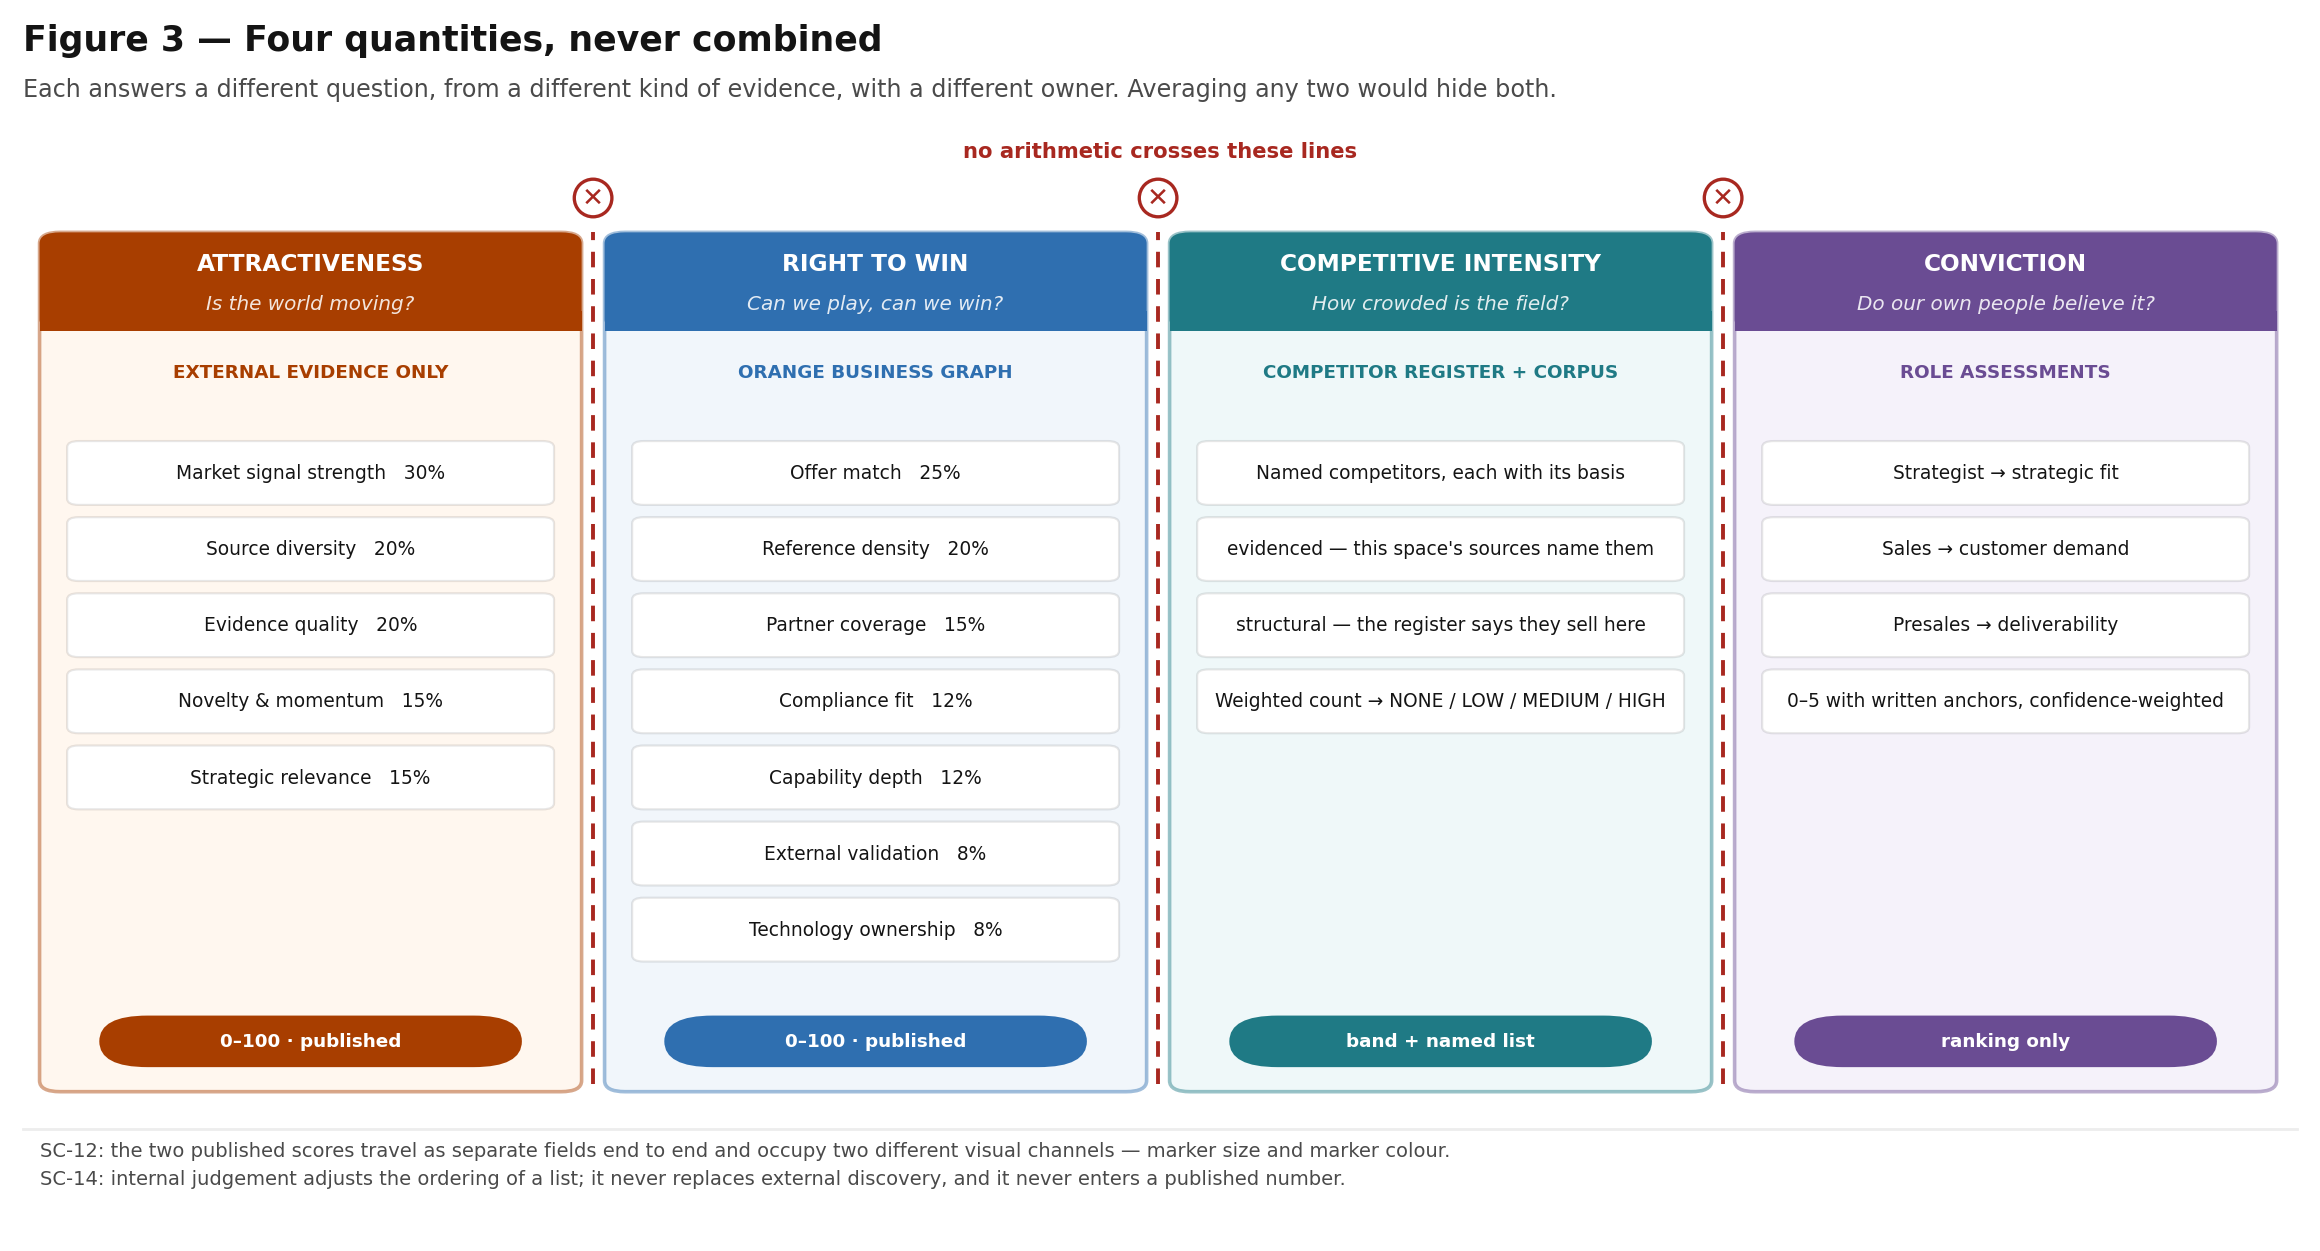 Figure 3 — Four quantities, never combined
Each answers a different question, from a different kind of evidence, with a different owner. Averaging any two would hide both.
no arithmetic crosses these lines
✕
✕
✕
ATTRACTIVENESS
Is the world moving?
EXTERNAL EVIDENCE ONLY
Market signal strength 30%
Source diversity 20%
Evidence quality 20%
Novelty & momentum 15%
Strategic relevance 15%
0–100 · published
RIGHT TO WIN
Can we play, can we win?
ORANGE BUSINESS GRAPH
Offer match 25%
Reference density 20%
Partner coverage 15%
Compliance fit 12%
Capability depth 12%
External validation 8%
Technology ownership 8%
0–100 · published
COMPETITIVE INTENSITY
How crowded is the field?
COMPETITOR REGISTER + CORPUS
Named competitors, each with its basis
evidenced — this space's sources name them
structural — the register says they sell here
Weighted count → NONE / LOW / MEDIUM / HIGH
band + named list
CONVICTION
Do our own people believe it?
ROLE ASSESSMENTS
Strategist → strategic fit
Sales → customer demand
Presales → deliverability
0–5 with written anchors, confidence-weighted
ranking only
SC-12: the two published scores travel as separate fields end to end and occupy two different visual channels — marker size and marker colour.
SC-14: internal judgement adjusts the ordering of a list; it never replaces external discovery, and it never enters a published number.